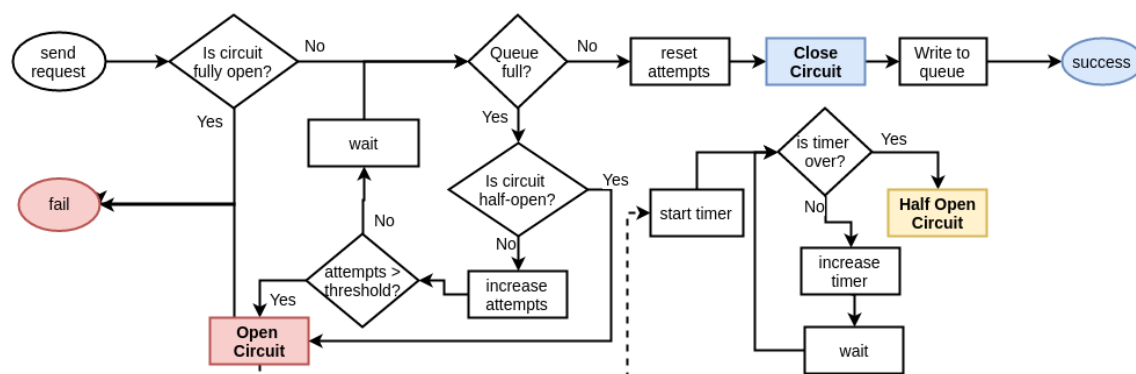 send
request
Is circuit
fully open?
No
Yes
fail
Queue
full?
No
reset
attempts
Close
Circuit
Write to
queue
success
Yes
wait
Is circuit
half-open?
Yes
No
increase
attempts
attempts >
threshold?
No
Yes
Open
Circuit
start timer
is timer
over?
Yes
Half Open
Circuit
No
increase
timer
wait